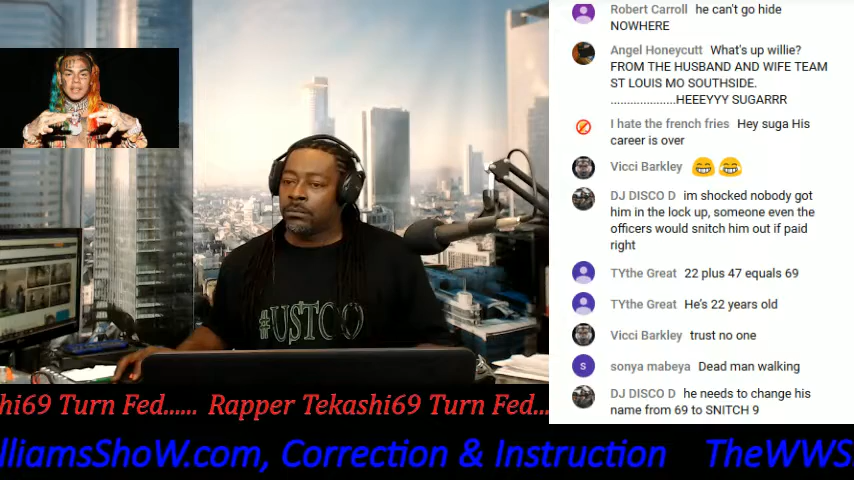 Robert Carroll he can't go hide
NOWHERE
Angel Honeycutt What's up willie?
FROM THE HUSBAND AND WIFE TEAM
ST LOUIS MO SOUTHSIDE.
.....................HEEEYYY SUGARRR
I hate the french fries Hey suga His
career is over
Vicci Barkley
DJ DISCO D im shocked nobody got
him in the lock up, someone even the
officers would snitch him out if paid
right
TYthe Great 22 plus 47 equals 69
TYthe Great He's 22 years old
Vicci Barkley trust no one
S
sonya mabeya Dead man walking
DJ DISCO D he needs to change his
name from 69 to SNITCH 9
#USTCOO
hi69 Turn Fed...... Rapper Tekashi69 Turn Fed...
lliamsShoW.com, Correction & Instruction TheWWS